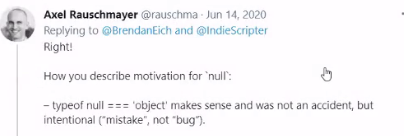 Axel Rauschmayer @rauschma · Jun 14, 2020
Replying to @BrendanEich and @IndieScripter
Right!
How you describe motivation for `null`:
– typeof null === 'object' makes sense and was not an accident, but
intentional ("mistake", not "bug").